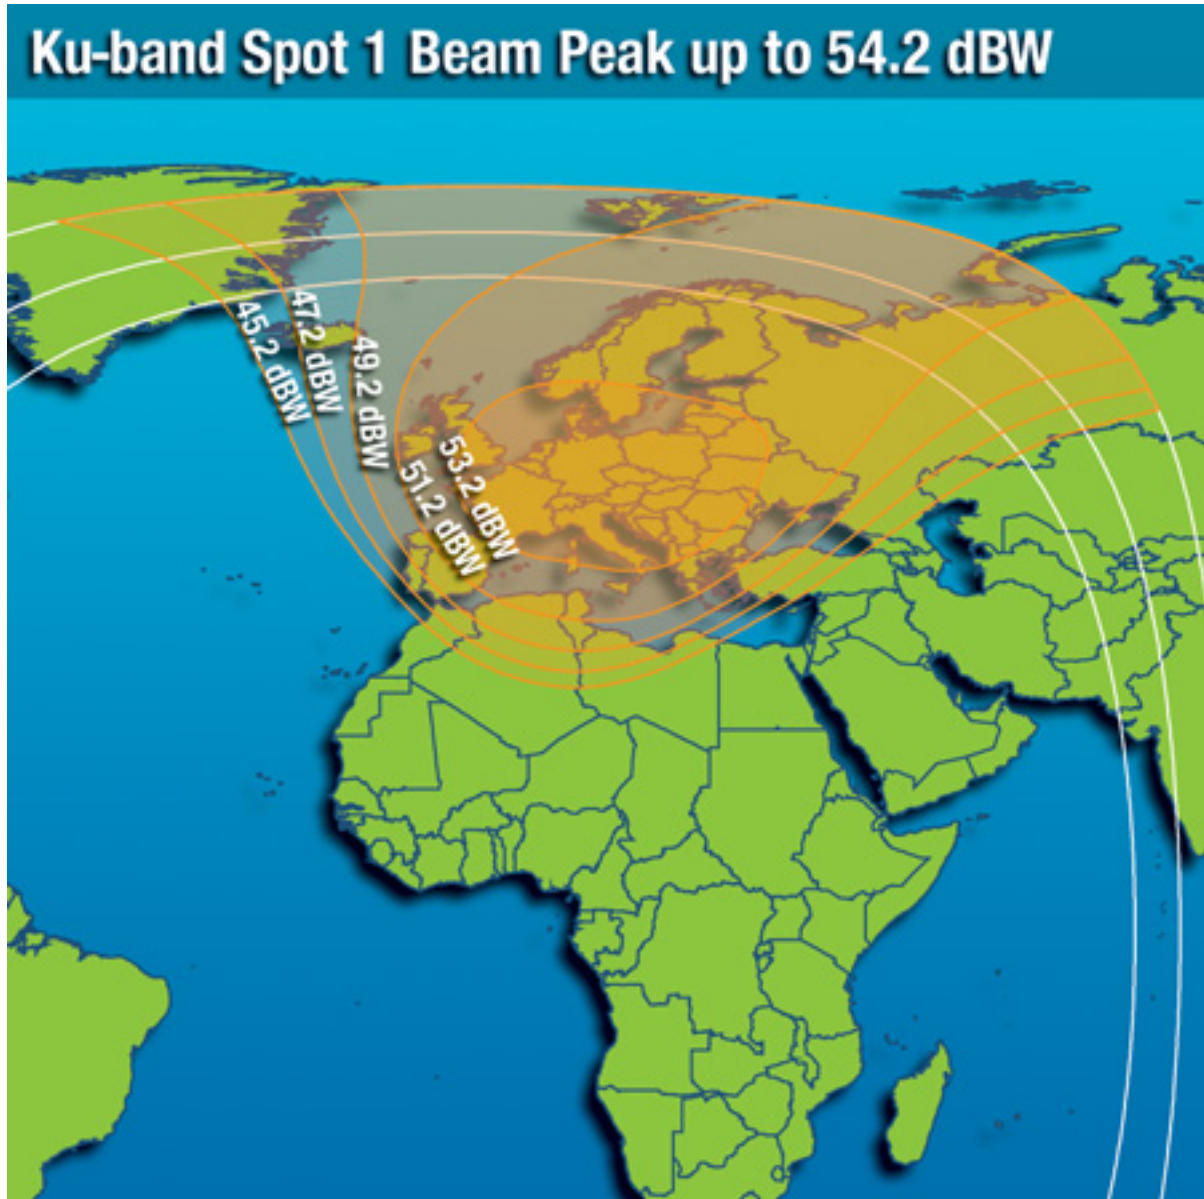 Ku-band Spot 1 Beam Peak up to 54.2 dBW
45.2 dBW
47.2 dBW
49.2 dBW
51.2 dBW
53.2 dBW